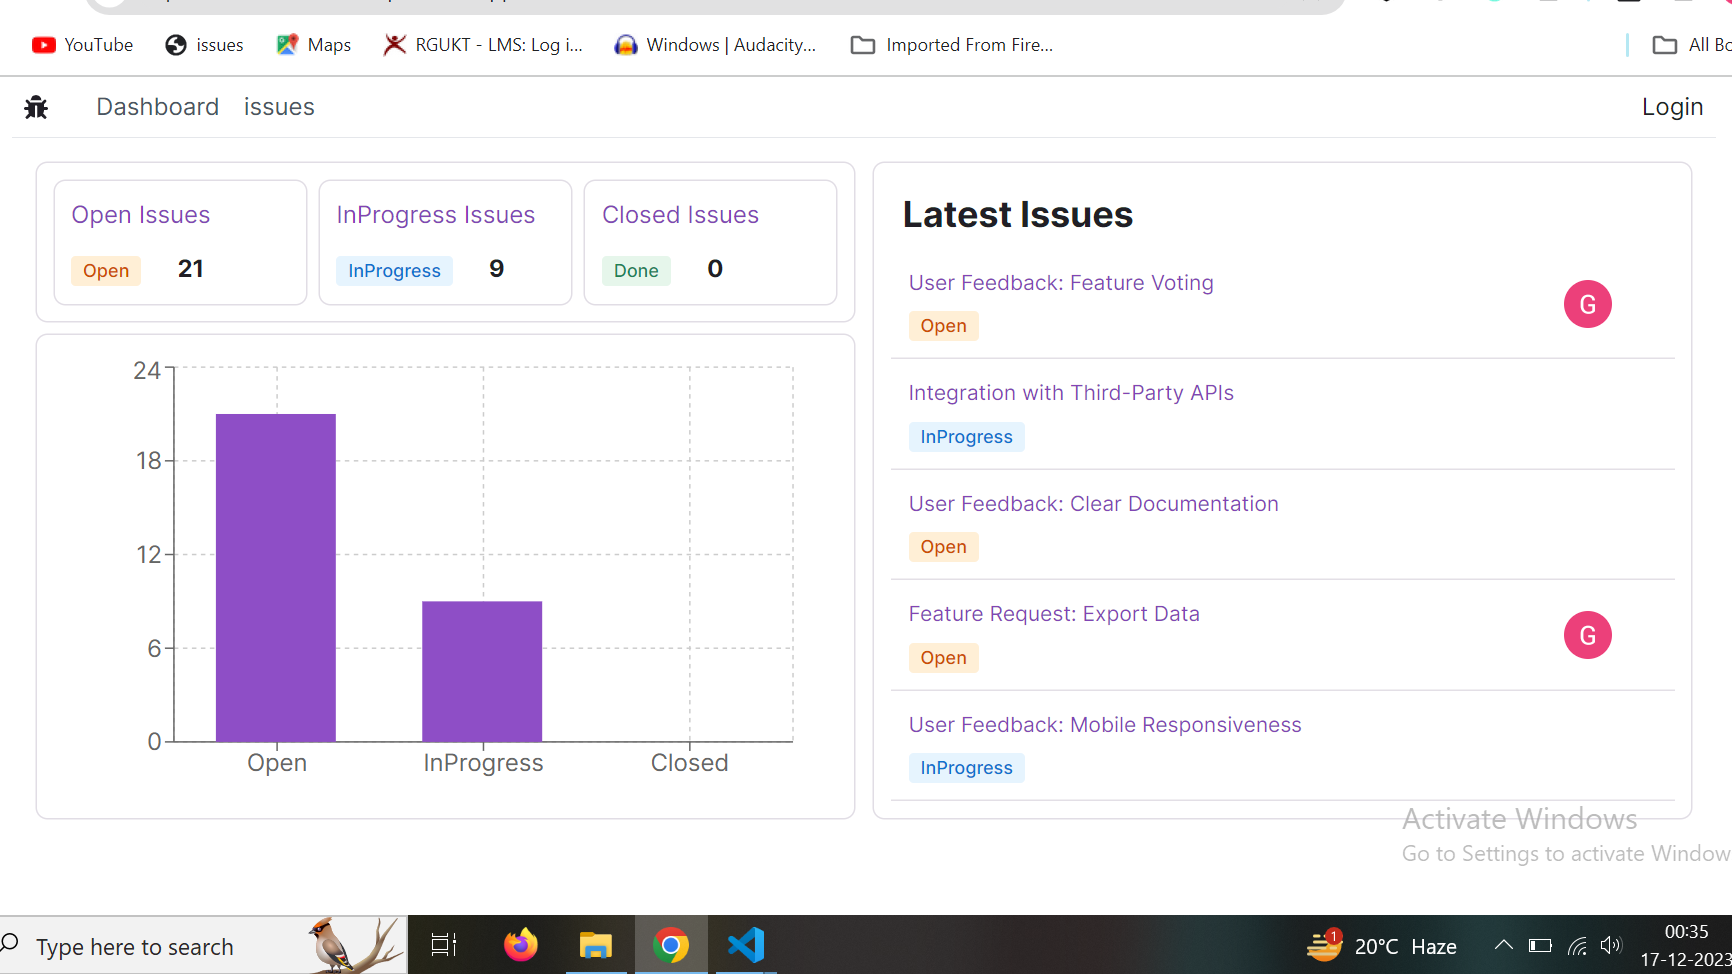 YouTube issues Maps RGUKT - LMS: Log i... Windows | Audacity... Imported From Fire... All Bo
Dashboard issues Login
Open Issues InProgress Issues Closed Issues
Open 21 InProgress 9 Done 0
24
18
12
6
0
Open InProgress Closed
Latest Issues
User Feedback: Feature Voting
Open
G
Integration with Third-Party APIs
InProgress
User Feedback: Clear Documentation
Open
Feature Request: Export Data
Open
G
User Feedback: Mobile Responsiveness
InProgress
Activate Windows
Go to Settings to activate Window
Type here to search
1
20°C Haze
00:35
17-12-2023